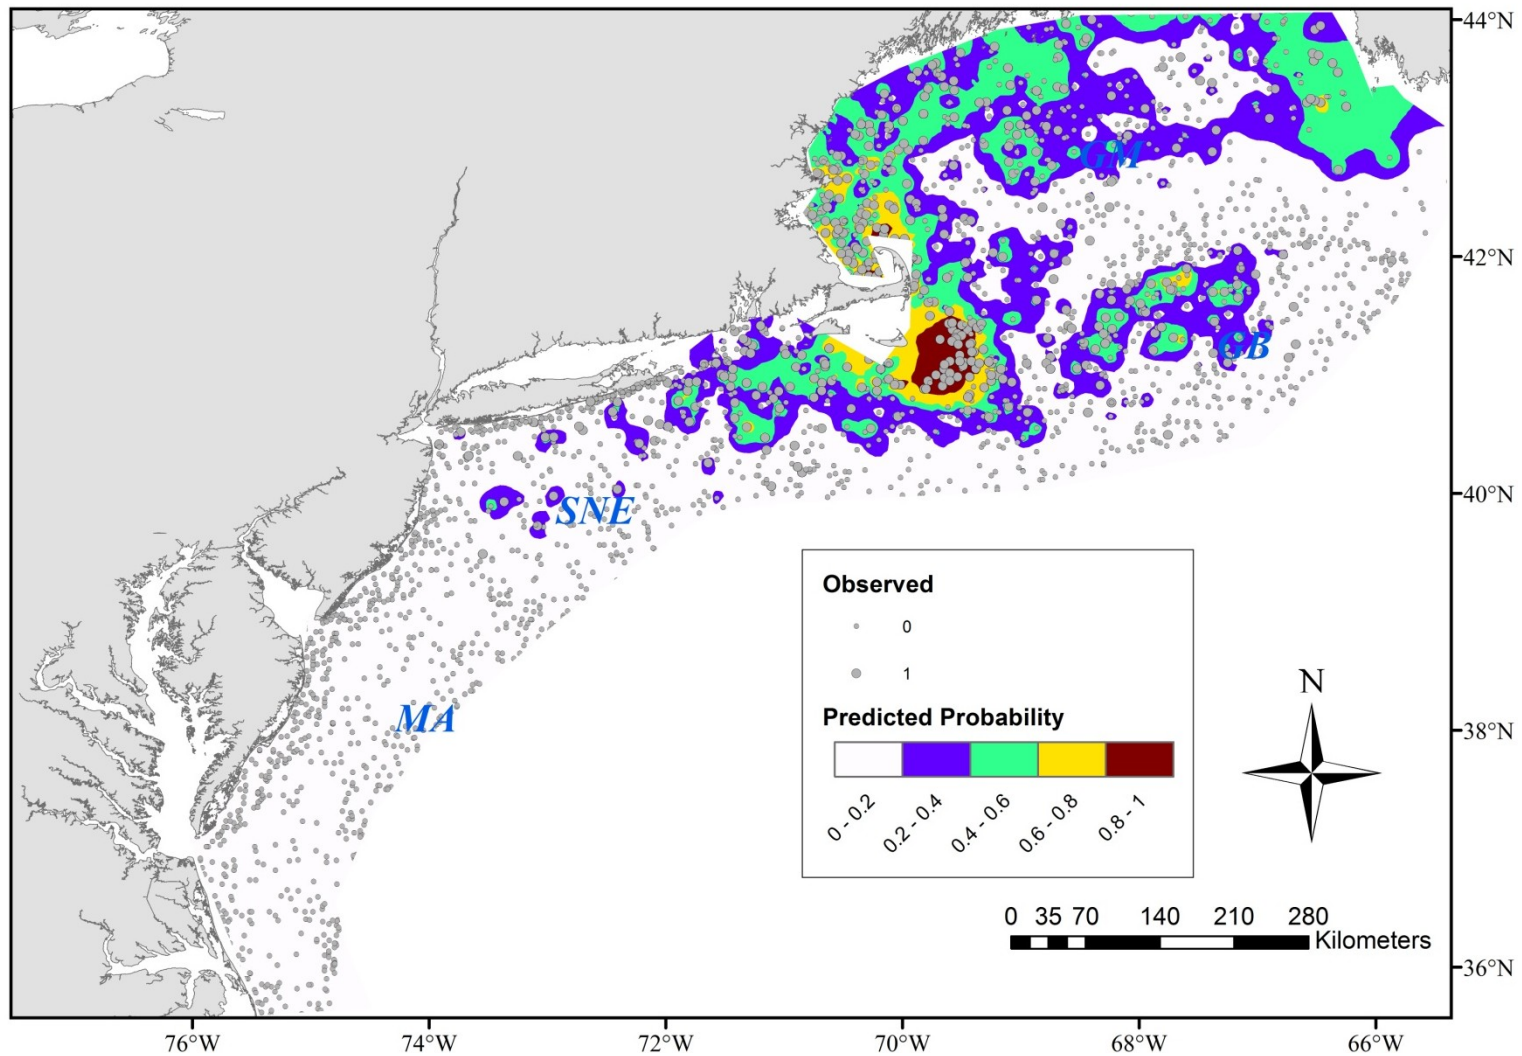 44°N
GM
42°N
GB
40°N
SNE
Observed
0
1
N
MA
Predicted Probability
38°N
0 - 0.2
0.2 - 0.4
0.4 - 0.6
0.6 - 0.8
0.8 - 1
0 35 70 140 210 280
Kilometers
36°N
76°W 74°W 72°W 70°W 68°W 66°W